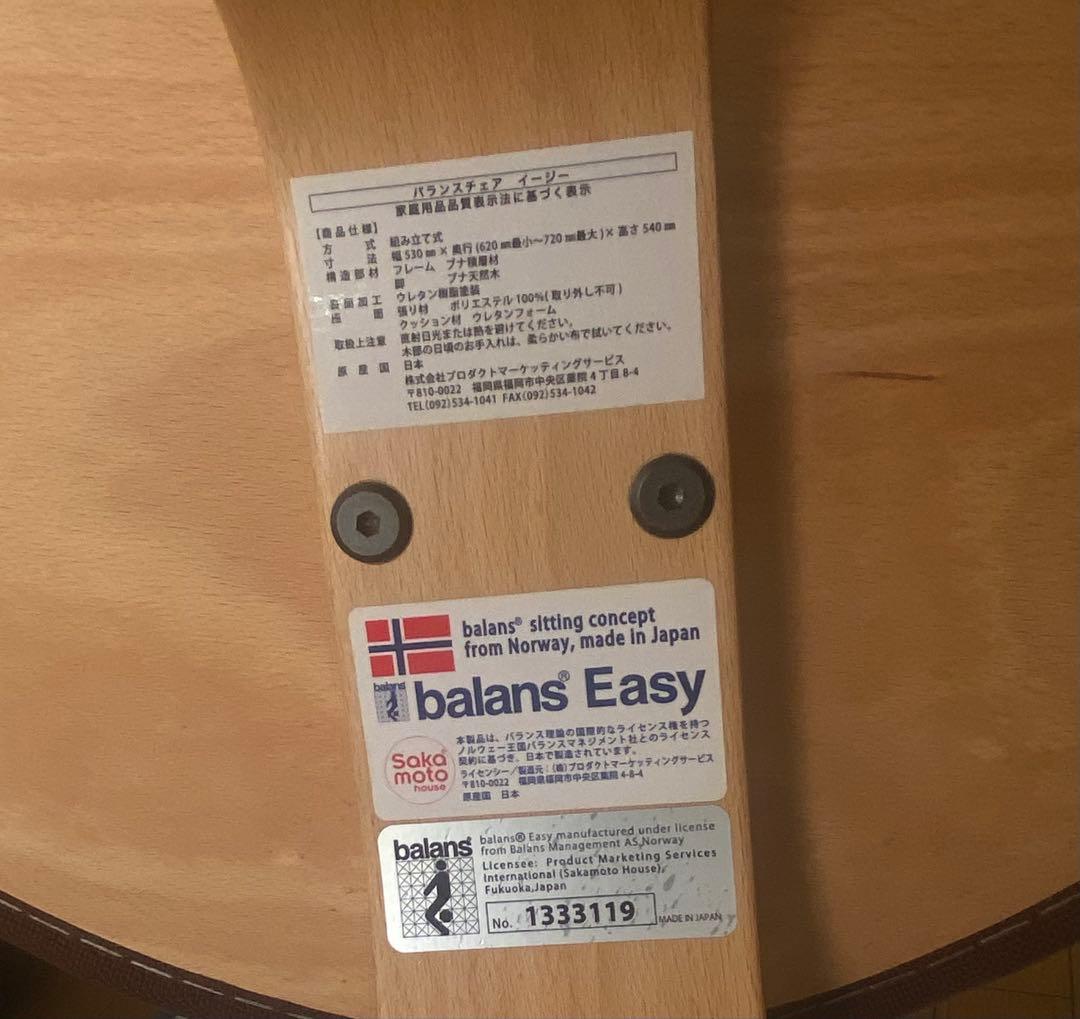 バランスチェア イージー
家庭用品品質表示法に基づく表示
【商品仕様】
方 式 組み立て式
寸 法 幅 530 ㎜ × 奥行 (620 ㎜最小～720 ㎜最大 )× 高さ 540 ㎜
構造部材 フレーム ブナ積層材
脚 ブナ天然木
表面加工 ウレタン樹脂塗装
座 面 張り材 ポリエステル 100%( 取り外し不可 )
クッション材 ウレタンフォーム
取扱上注意 直射日光または熱を避けてください。
木部の日頃のお手入れは、柔らかい布で拭いてください。
原産国 日本
株式会社プロダクトマーケッティングサービス
〒810-0022 福岡県福岡市中央区薬院 4 丁目 8-4
TEL(092)534-1041 FAX(092)534-1042
balans® sitting concept
from Norway, made in Japan
balans
balans® Easy
本製品は、バランス理論の国際的なライセンス権を持つ
ノルウェー王国バランスマネジメント社とのライセンス
契約に基づき、日本で製造されています。
ライセンシー／製造元：(株)プロダクトマーケッティングサービス
〒810-0022 福岡県福岡市中央区薬院 4-8-4
原産国 日本
Saka
moto
house
balans®
balans® Easy manufactured under license
from Balans Management AS,Norway
Licensee: Product Marketing Services
International (Sakamoto House),
Fukuoka,Japan
No. 1333119 MADE IN JAPAN